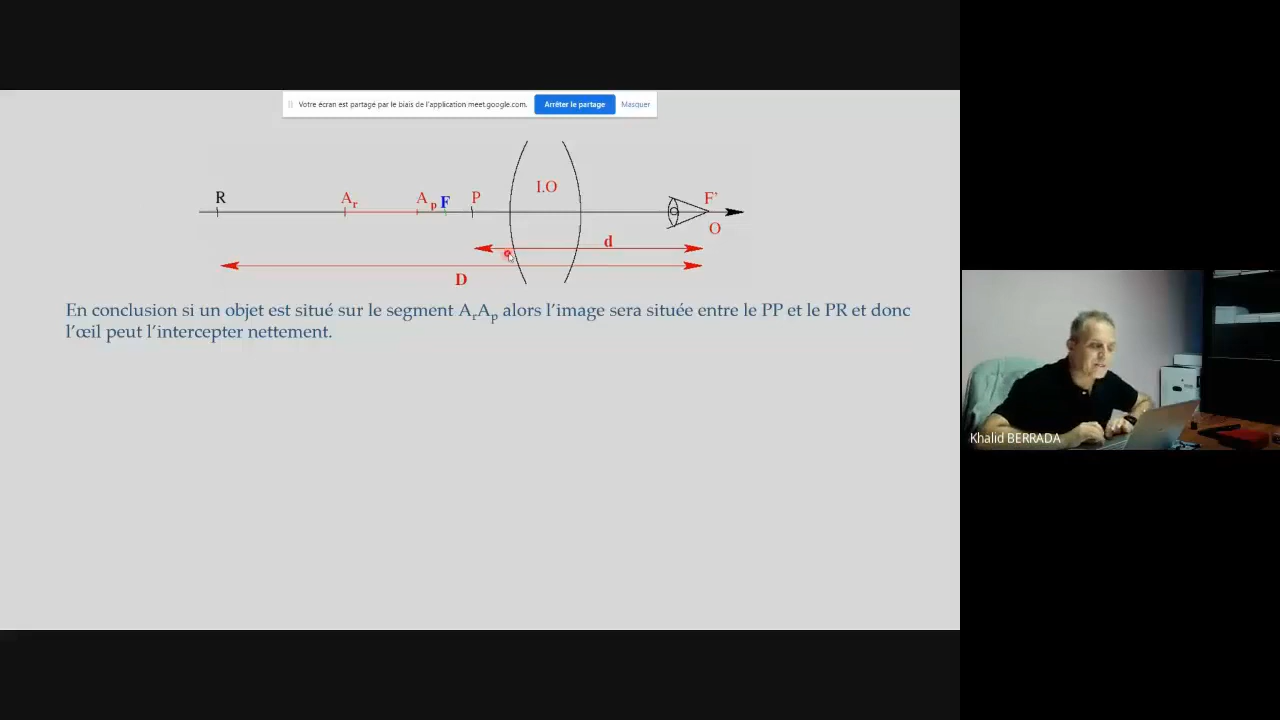 Votre écran est partagé par le biais de l'application meet.google.com. Arrêter le partage Masquer
I.O
R A r A p F P F'
O
d
D
En conclusion si un objet est situé sur le segment ArAp alors l'image sera située entre le PP et le PR et donc
l'œil peut l'intercepter nettement.
Khalid BERRADA